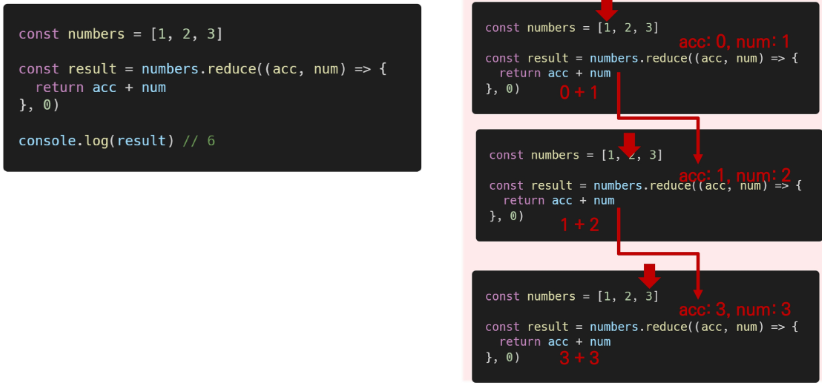 const numbers = [1, 2, 3]
const result = numbers.reduce((acc, num) => {
  return acc + num
}, 0)
console.log(result) // 6
const numbers = [1, 2, 3]
acc: 0, num: 1
const result = numbers.reduce((acc, num) => {
  return acc + num
}, 0)
0 + 1
const numbers = [1, 2, 3]
acc: 1, num: 2
const result = numbers.reduce((acc, num) => {
  return acc + num
}, 0)
1 + 2
const numbers = [1, 2, 3]
acc: 3, num: 3
const result = numbers.reduce((acc, num) => {
  return acc + num
}, 0)
3 + 3